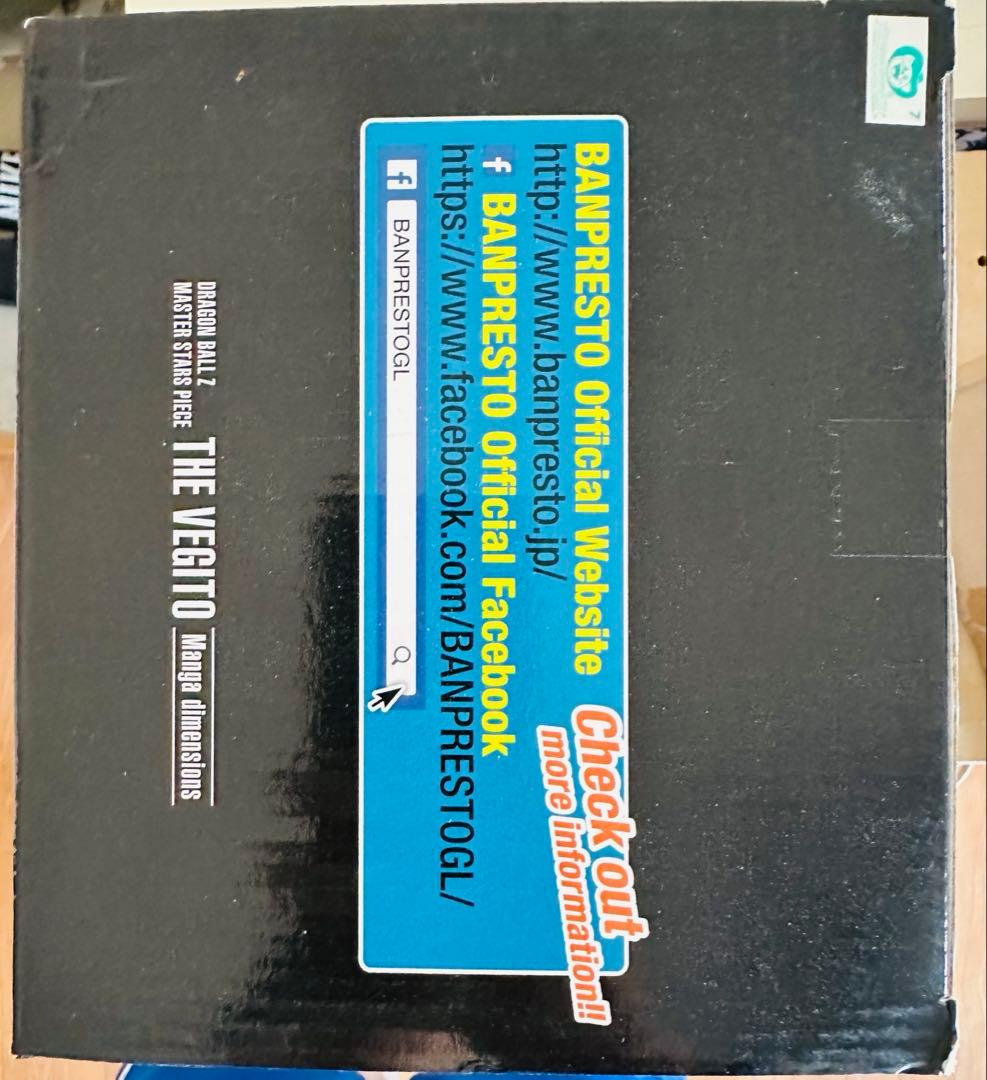 BANPRESTO Official Website
http://www.banpresto.jp/
Check out
more information!!
f BANPRESTO Official Facebook
https://www.facebook.com/BANPRESTOGL/
f BANPRESTOGL
DRAGON BALL Z
MASTER STARS PIECE THE VEGITO Manga dimensions